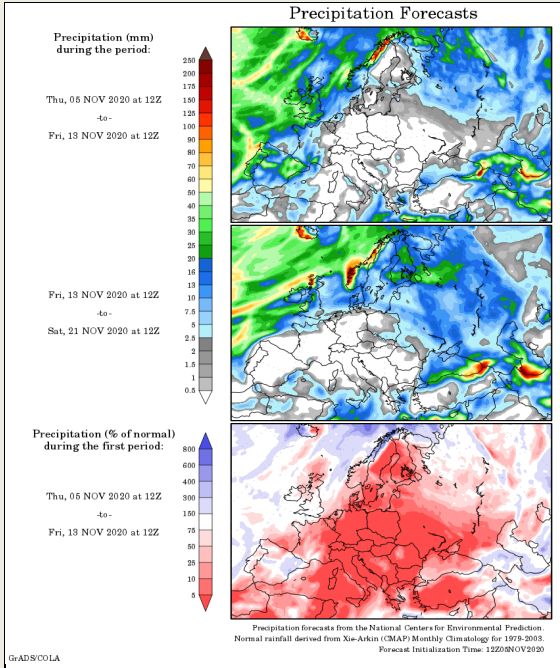 Precipitation Forecasts
Precipitation (mm)
during the period:
Thu, 05 NOV 2020 at 12Z
-to-
Fri, 13 NOV 2020 at 12Z
250
200
175
150
125
100
90
80
70
60
50
40
35
30
25
20
16
13
10
7.5
5
2.5
2
1.5
1
0.5
Fri, 13 NOV 2020 at 12Z
-to-
Sat, 21 NOV 2020 at 12Z
Precipitation (% of normal)
during the first period:
Thu, 05 NOV 2020 at 12Z
-to-
Fri, 13 NOV 2020 at 12Z
800
600
400
300
150
75
50
25
10
5
Precipitation forecasts from the National Centers for Environmental Prediction.
Normal rainfall derived from Xie-Arkin (CMAP) Monthly Climatology for 1979-2003.
Forecast Initialization Time: 12Z05NOV2020
GrADS/COLA